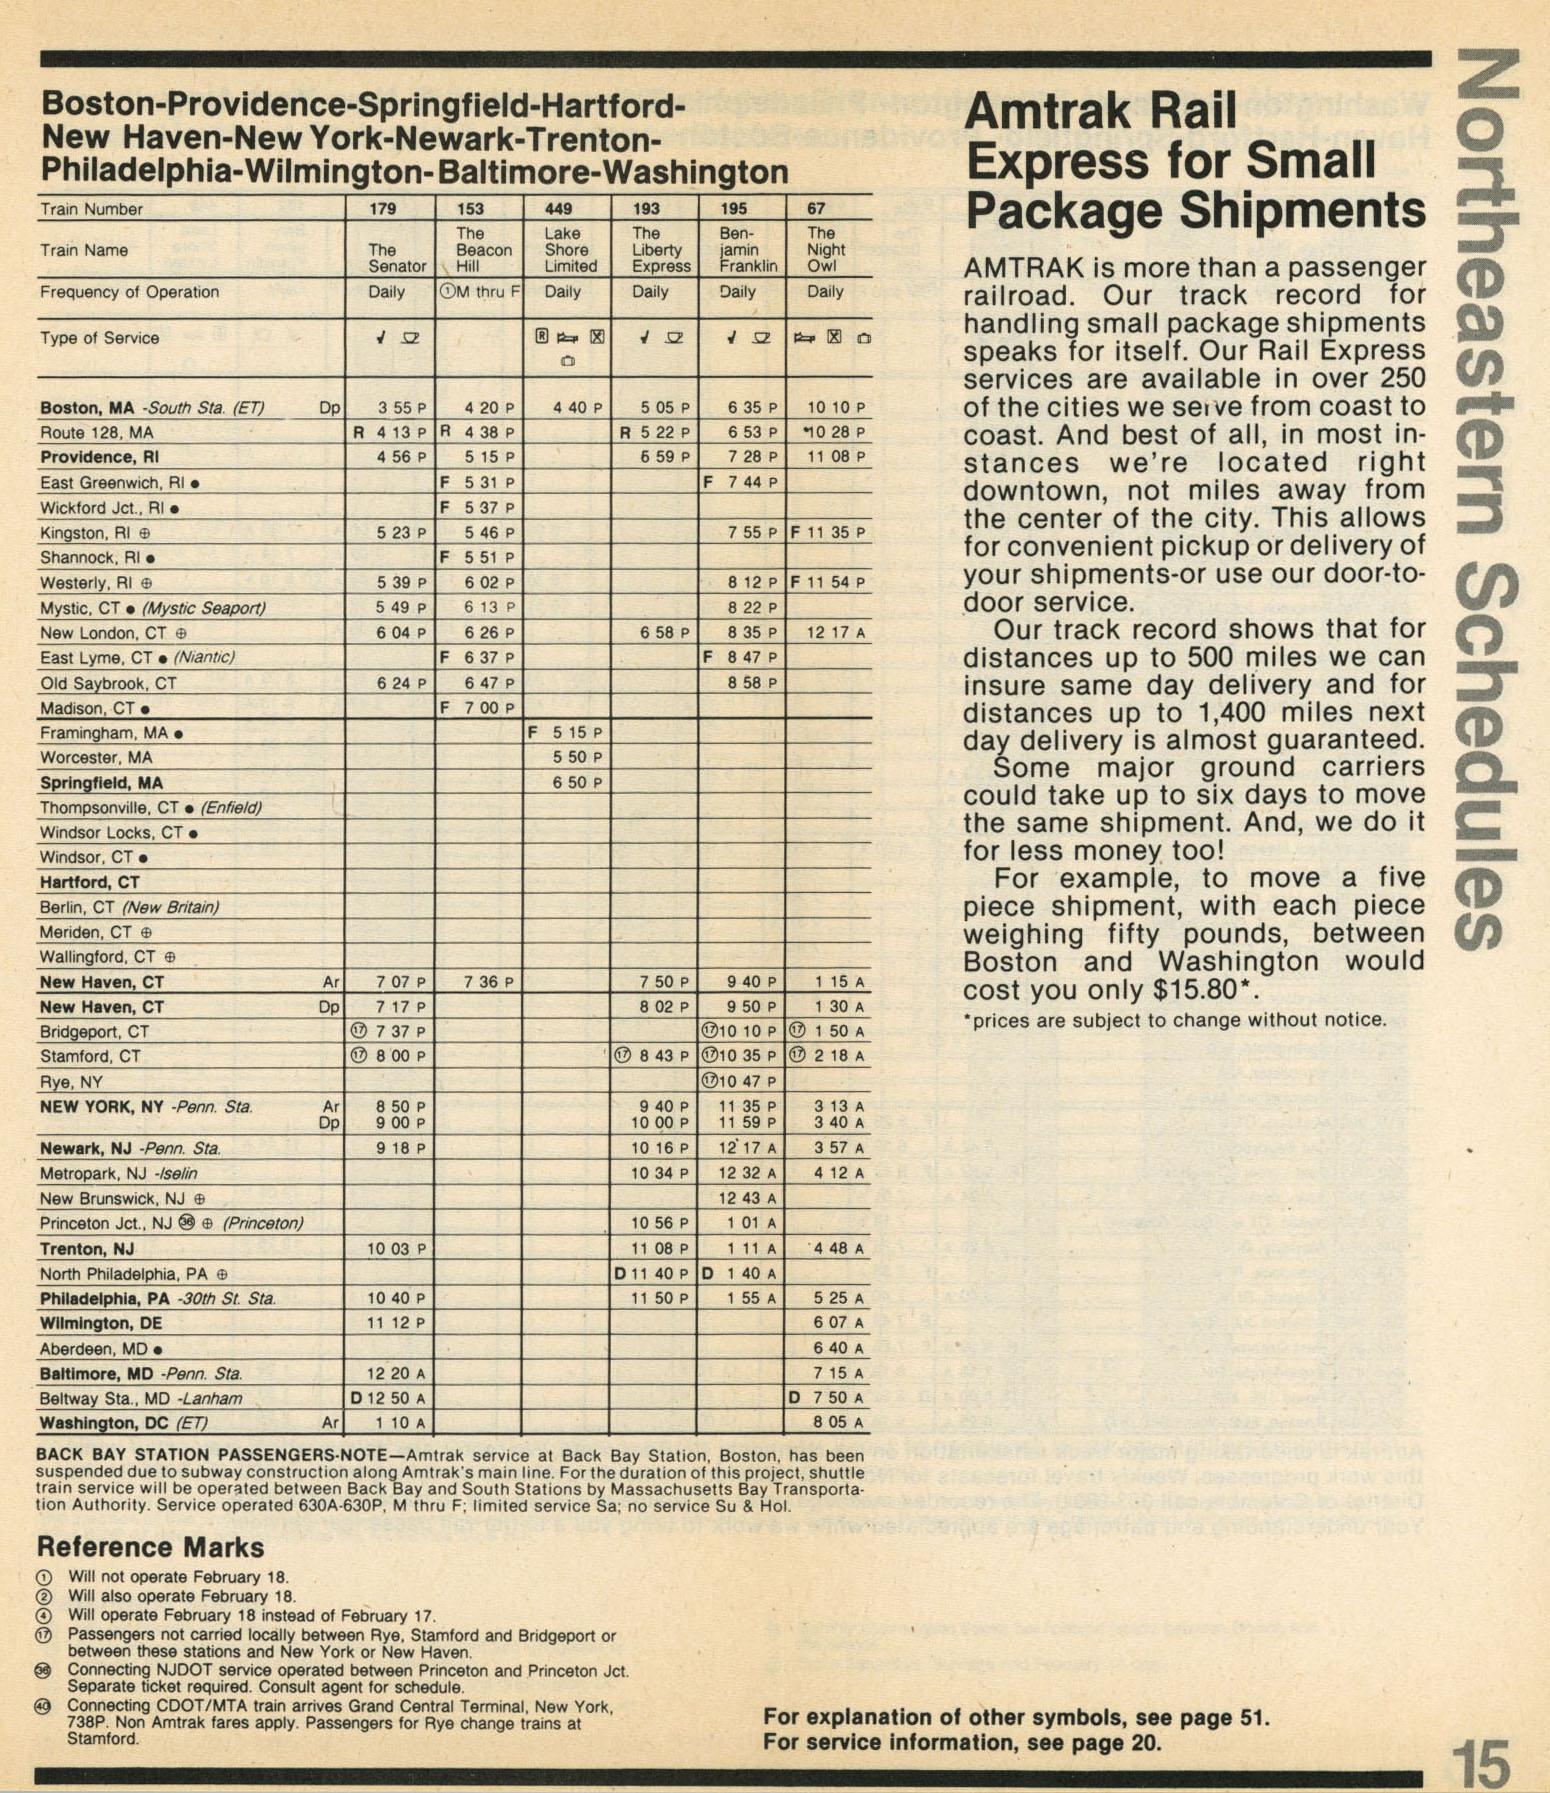 Boston-Providence-Springfield-Hartford-
New Haven-New York-Newark-Trenton-
Philadelphia-Wilmington-Baltimore-Washington
Train Number 179 153 449 193 195 67
Train Name The Senator The Beacon Hill Lake Shore Limited The Liberty Express Ben-jamin Franklin The Night Owl
Frequency of Operation Daily ①M thru F Daily Daily Daily Daily
Type of Service
Boston, MA -South Sta. (ET) Dp 3 55 P 4 20 P 4 40 P 5 05 P 6 35 P 10 10 P
Route 128, MA R 4 13 P R 4 38 P R 5 22 P 6 53 P *10 28 P
Providence, RI 4 56 P 5 15 P 5 59 P 7 28 P 11 08 P
East Greenwich, RI ● F 5 31 P F 7 44 P
Wickford Jct., RI ● F 5 37 P
Kingston, RI ⊕ 5 23 P 5 46 P 7 55 P F 11 35 P
Shannock, RI ● F 5 51 P
Westerly, RI ⊕ 5 39 P 6 02 P 8 12 P F 11 54 P
Mystic, CT ● (Mystic Seaport) 5 49 P 6 13 P 8 22 P
New London, CT ⊕ 6 04 P 6 26 P 6 58 P 8 35 P 12 17 A
East Lyme, CT ● (Niantic) F 6 37 P F 8 47 P
Old Saybrook, CT 6 24 P 6 47 P 8 58 P
Madison, CT ● F 7 00 P
Framingham, MA ● F 5 15 P
Worcester, MA 5 50 P
Springfield, MA 6 50 P
Thompsonville, CT ● (Enfield)
Windsor Locks, CT ●
Windsor, CT ●
Hartford, CT
Berlin, CT (New Britain)
Meriden, CT ⊕
Wallingford, CT ⊕
New Haven, CT Ar 7 07 P 7 36 P 7 50 P 9 40 P 1 15 A
New Haven, CT Dp 7 17 P 8 02 P 9 50 P 1 30 A
Bridgeport, CT ⑰ 7 37 P ⑰10 10 P ⑰ 1 50 A
Stamford, CT ⑰ 8 00 P ⑰ 8 43 P ⑰10 35 P ⑰ 2 18 A
Rye, NY ⑰10 47 P
NEW YORK, NY -Penn. Sta. Ar 8 50 P 9 40 P 11 35 P 3 13 A
Dp 9 00 P 10 00 P 11 59 P 3 40 A
Newark, NJ -Penn. Sta. 9 18 P 10 16 P 12 17 A 3 57 A
Metropark, NJ -Iselin 10 34 P 12 32 A 4 12 A
New Brunswick, NJ ⊕ 12 43 A
Princeton Jct., NJ ㊱ ⊕ (Princeton) 10 56 P 1 01 A
Trenton, NJ 10 03 P 11 08 P 1 11 A 4 48 A
North Philadelphia, PA ⊕ D 11 40 P D 1 40 A
Philadelphia, PA -30th St. Sta. 10 40 P 11 50 P 1 55 A 5 25 A
Wilmington, DE 11 12 P 6 07 A
Aberdeen, MD ● 6 40 A
Baltimore, MD -Penn. Sta. 12 20 A 7 15 A
Beltway Sta., MD -Lanham D 12 50 A D 7 50 A
Washington, DC (ET) Ar 1 10 A 8 05 A
BACK BAY STATION PASSENGERS-NOTE—Amtrak service at Back Bay Station, Boston, has been
suspended due to subway construction along Amtrak's main line. For the duration of this project, shuttle
train service will be operated between Back Bay and South Stations by Massachusetts Bay Transporta-
tion Authority. Service operated 630A-630P, M thru F; limited service Sa; no service Su & Hol.
Reference Marks
① Will not operate February 18.
② Will also operate February 18.
④ Will operate February 18 instead of February 17.
⑰ Passengers not carried locally between Rye, Stamford and Bridgeport or
between these stations and New York or New Haven.
㊱ Connecting NJDOT service operated between Princeton and Princeton Jct.
Separate ticket required. Consult agent for schedule.
㊵ Connecting CDOT/MTA train arrives Grand Central Terminal, New York,
738P. Non Amtrak fares apply. Passengers for Rye change trains at
Stamford.
Amtrak Rail
Express for Small
Package Shipments
AMTRAK is more than a passenger
railroad. Our track record for
handling small package shipments
speaks for itself. Our Rail Express
services are available in over 250
of the cities we serve from coast to
coast. And best of all, in most in-
stances we're located right
downtown, not miles away from
the center of the city. This allows
for convenient pickup or delivery of
your shipments-or use our door-to-
door service.
Our track record shows that for
distances up to 500 miles we can
insure same day delivery and for
distances up to 1,400 miles next
day delivery is almost guaranteed.
Some major ground carriers
could take up to six days to move
the same shipment. And, we do it
for less money too!
For example, to move a five
piece shipment, with each piece
weighing fifty pounds, between
Boston and Washington would
cost you only $15.80*.
*prices are subject to change without notice.
For explanation of other symbols, see page 51.
For service information, see page 20.
Northeastern Schedules
15